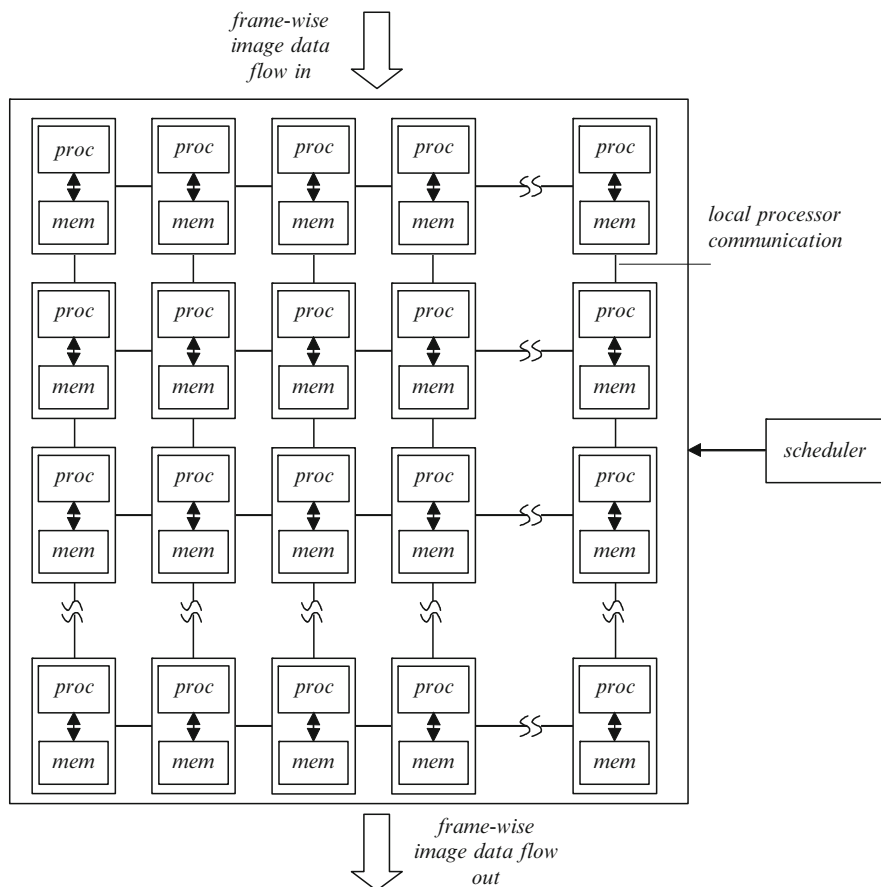 frame-wise
image data
flow in
proc proc proc proc proc
mem mem mem mem mem
local processor
communication
proc proc proc proc proc
mem mem mem mem mem
scheduler
proc proc proc proc proc
mem mem mem mem mem
proc proc proc proc proc
mem mem mem mem mem
frame-wise
image data flow
out